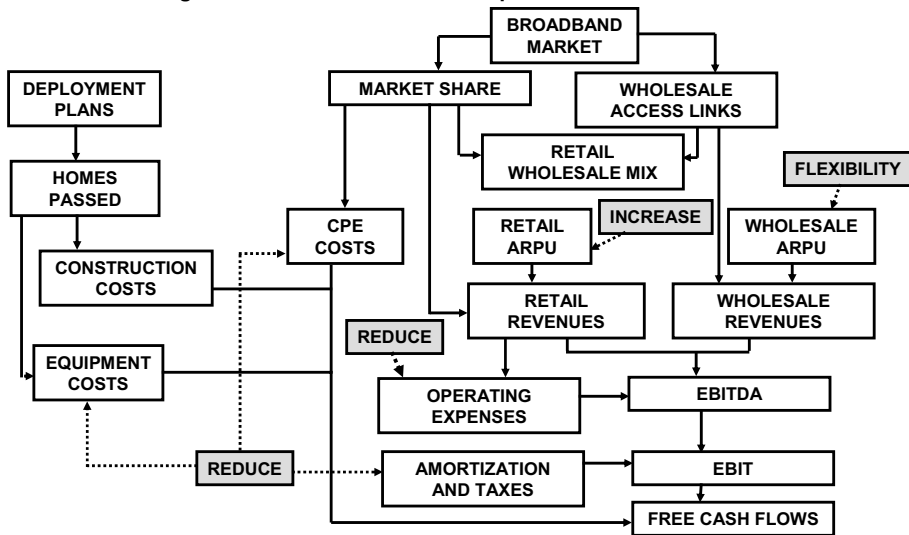 BROADBAND
MARKET
DEPLOYMENT
PLANS
MARKET SHARE
WHOLESALE
ACCESS LINKS
RETAIL
WHOLESALE MIX
FLEXIBILITY
HOMES
PASSED
CPE
COSTS
RETAIL
ARPU
INCREASE
WHOLESALE
ARPU
CONSTRUCTION
COSTS
RETAIL
REVENUES
WHOLESALE
REVENUES
REDUCE
EQUIPMENT
COSTS
OPERATING
EXPENSES
EBITDA
REDUCE
AMORTIZATION
AND TAXES
EBIT
FREE CASH FLOWS